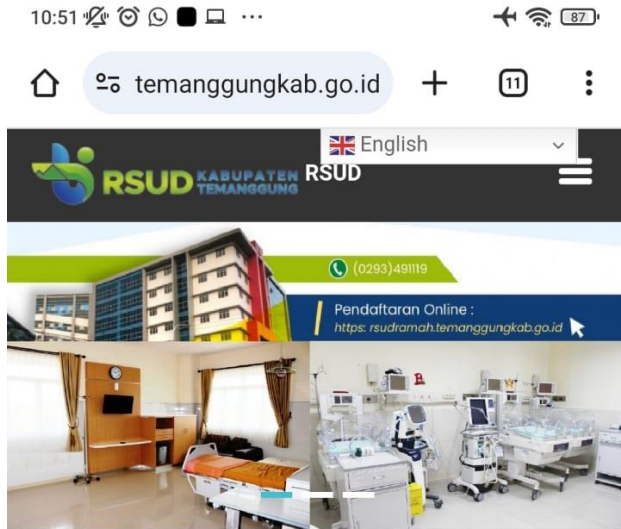 10:51
87
temanggungkab.go.id
11
English
RSUD KABUPATEN TEMANGGUNG
RSUD
(0293)491119
Pendaftaran Online :
https: rsudramah.temanggungkab.go.id